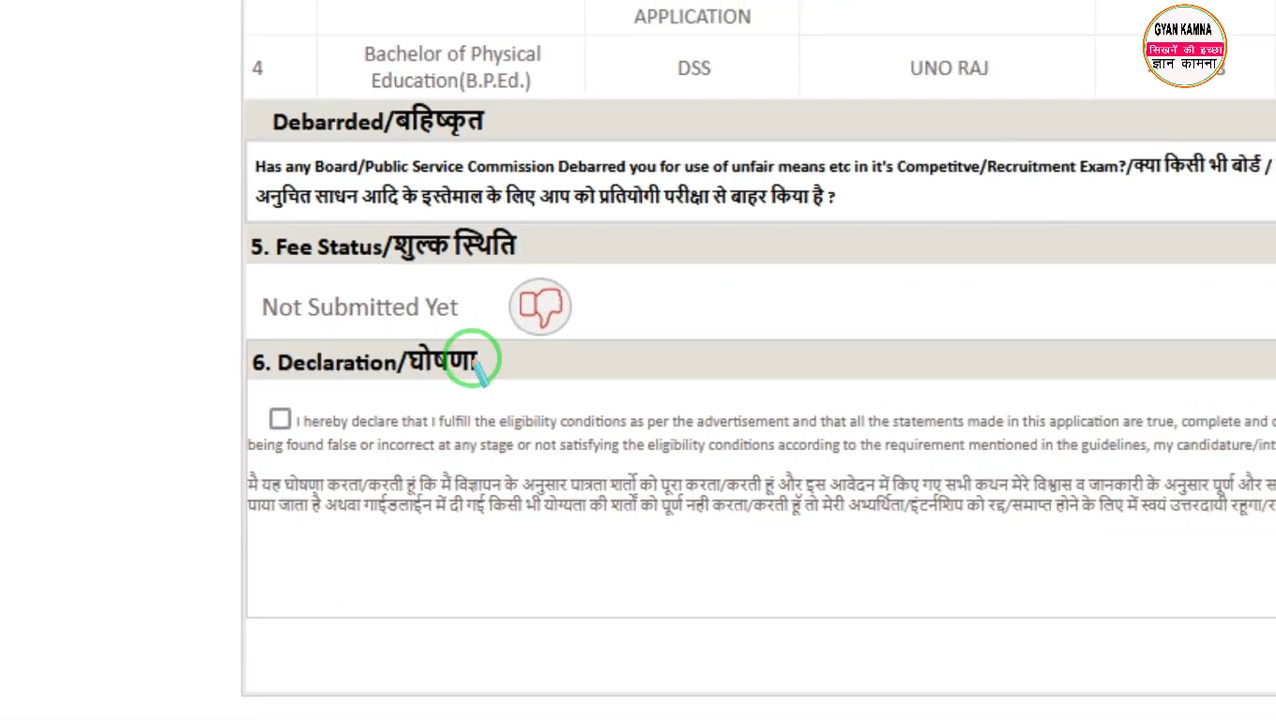 APPLICATION
GYAN KAMNA
सिखनें की इच्छा
ज्ञान कामना
4 Bachelor of Physical Education(B.P.Ed.) DSS UNO RAJ B
Debarrded/बहिष्कृत
Has any Board/Public Service Commission Debarred you for use of unfair means etc in it's Competitve/Recruitment Exam?/क्या किसी भी बोर्ड /
अनुचित साधन आदि के इस्तेमाल के लिए आप को प्रतियोगी परीक्षा से बाहर किया है ?
5. Fee Status/शुल्क स्थिति
Not Submitted Yet
6. Declaration/घोषणा
I hereby declare that I fulfill the eligibility conditions as per the advertisement and that all the statements made in this application are true, complete and
being found false or incorrect at any stage or not satisfying the eligibility conditions according to the requirement mentioned in the guidelines, my candidature/int
मै यह घोषणा करता/करती हूं कि मैं विज्ञापन के अनुसार पात्रता शर्तो को पूरा करता/करती हूं और इस आवेदन में किए गए सभी कथन मेरे विश्वास व जानकारी के अनुसार पूर्ण और स
पाया जाता है अथवा गाईडलाईन में दी गई किसी भी योग्यता की शर्तों को पूर्ण नही करता/करती हूँ तो मेरी अभ्यर्थिता/इंटर्नशिप को रद्द/समाप्त होने के लिए में स्वयं उत्तरदायी रहूगा/र